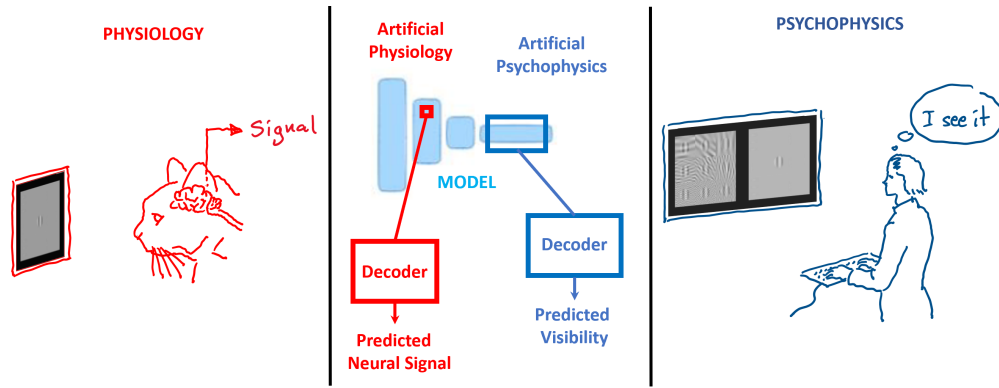 PHYSIOLOGY
Signal
Artificial
Physiology
Artificial
Psychophysics
MODEL
Decoder
Decoder
Predicted
Neural Signal
Predicted
Visibility
PSYCHOPHYSICS
I see it